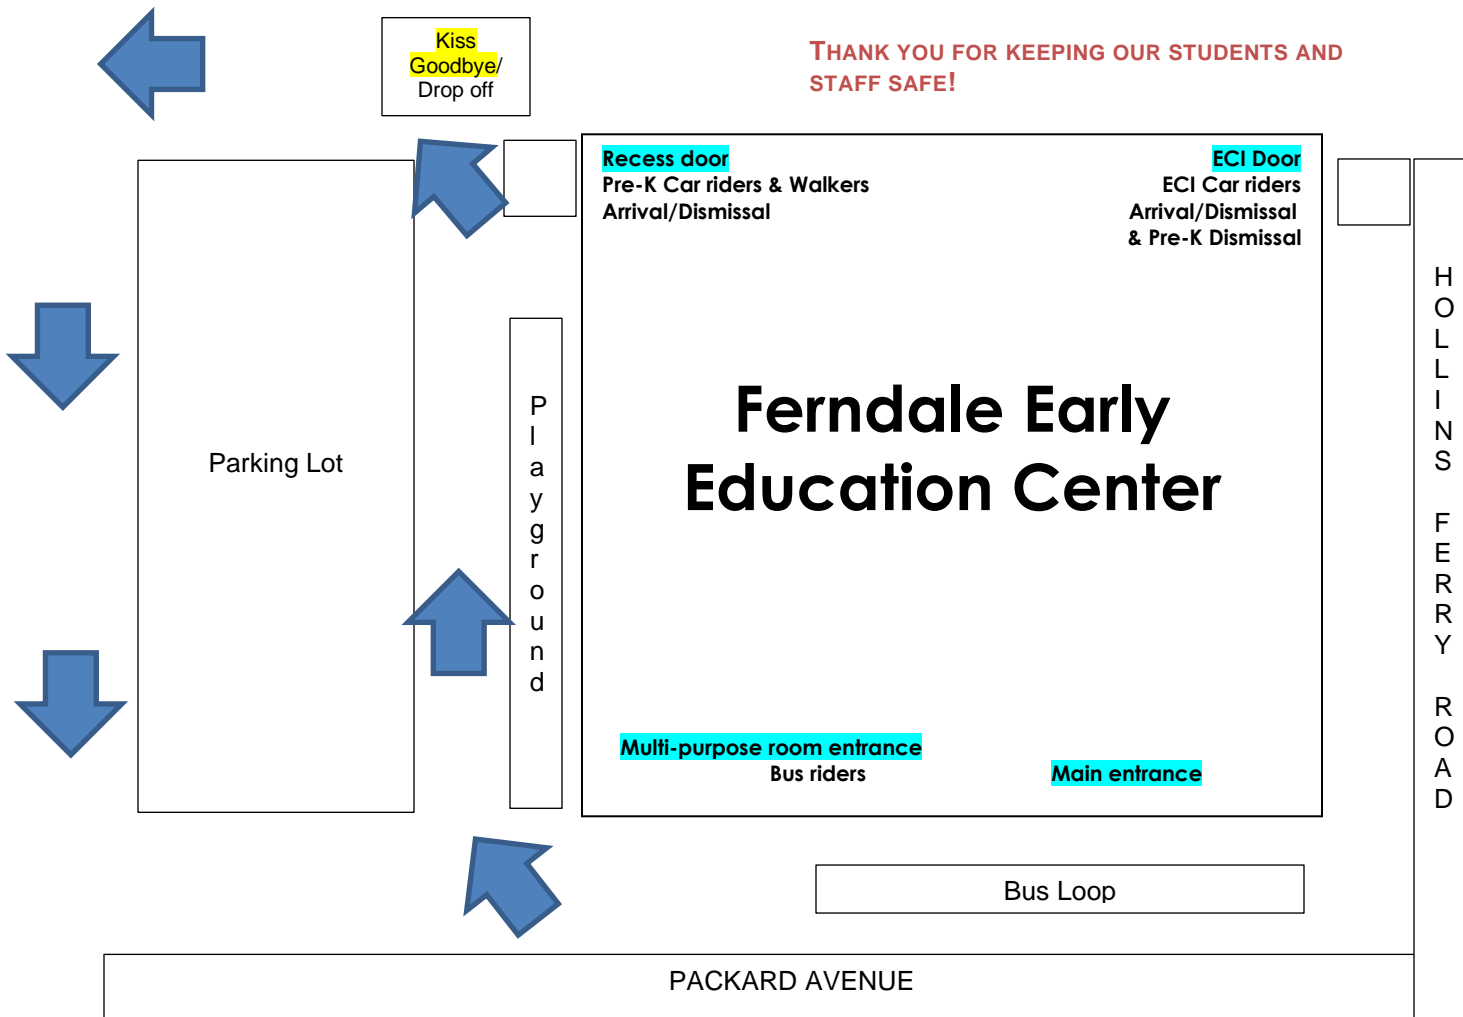 Kiss
Goodbye/
Drop off
THANK YOU FOR KEEPING OUR STUDENTS AND
STAFF SAFE!
Recess door
Pre-K Car riders & Walkers
Arrival/Dismissal
ECI Door
ECI Car riders
Arrival/Dismissal
& Pre-K Dismissal
Parking Lot
Playground
Ferndale Early
Education Center
HOLLINS FERRY ROAD
Multi-purpose room entrance
Bus riders
Main entrance
Bus Loop
PACKARD AVENUE